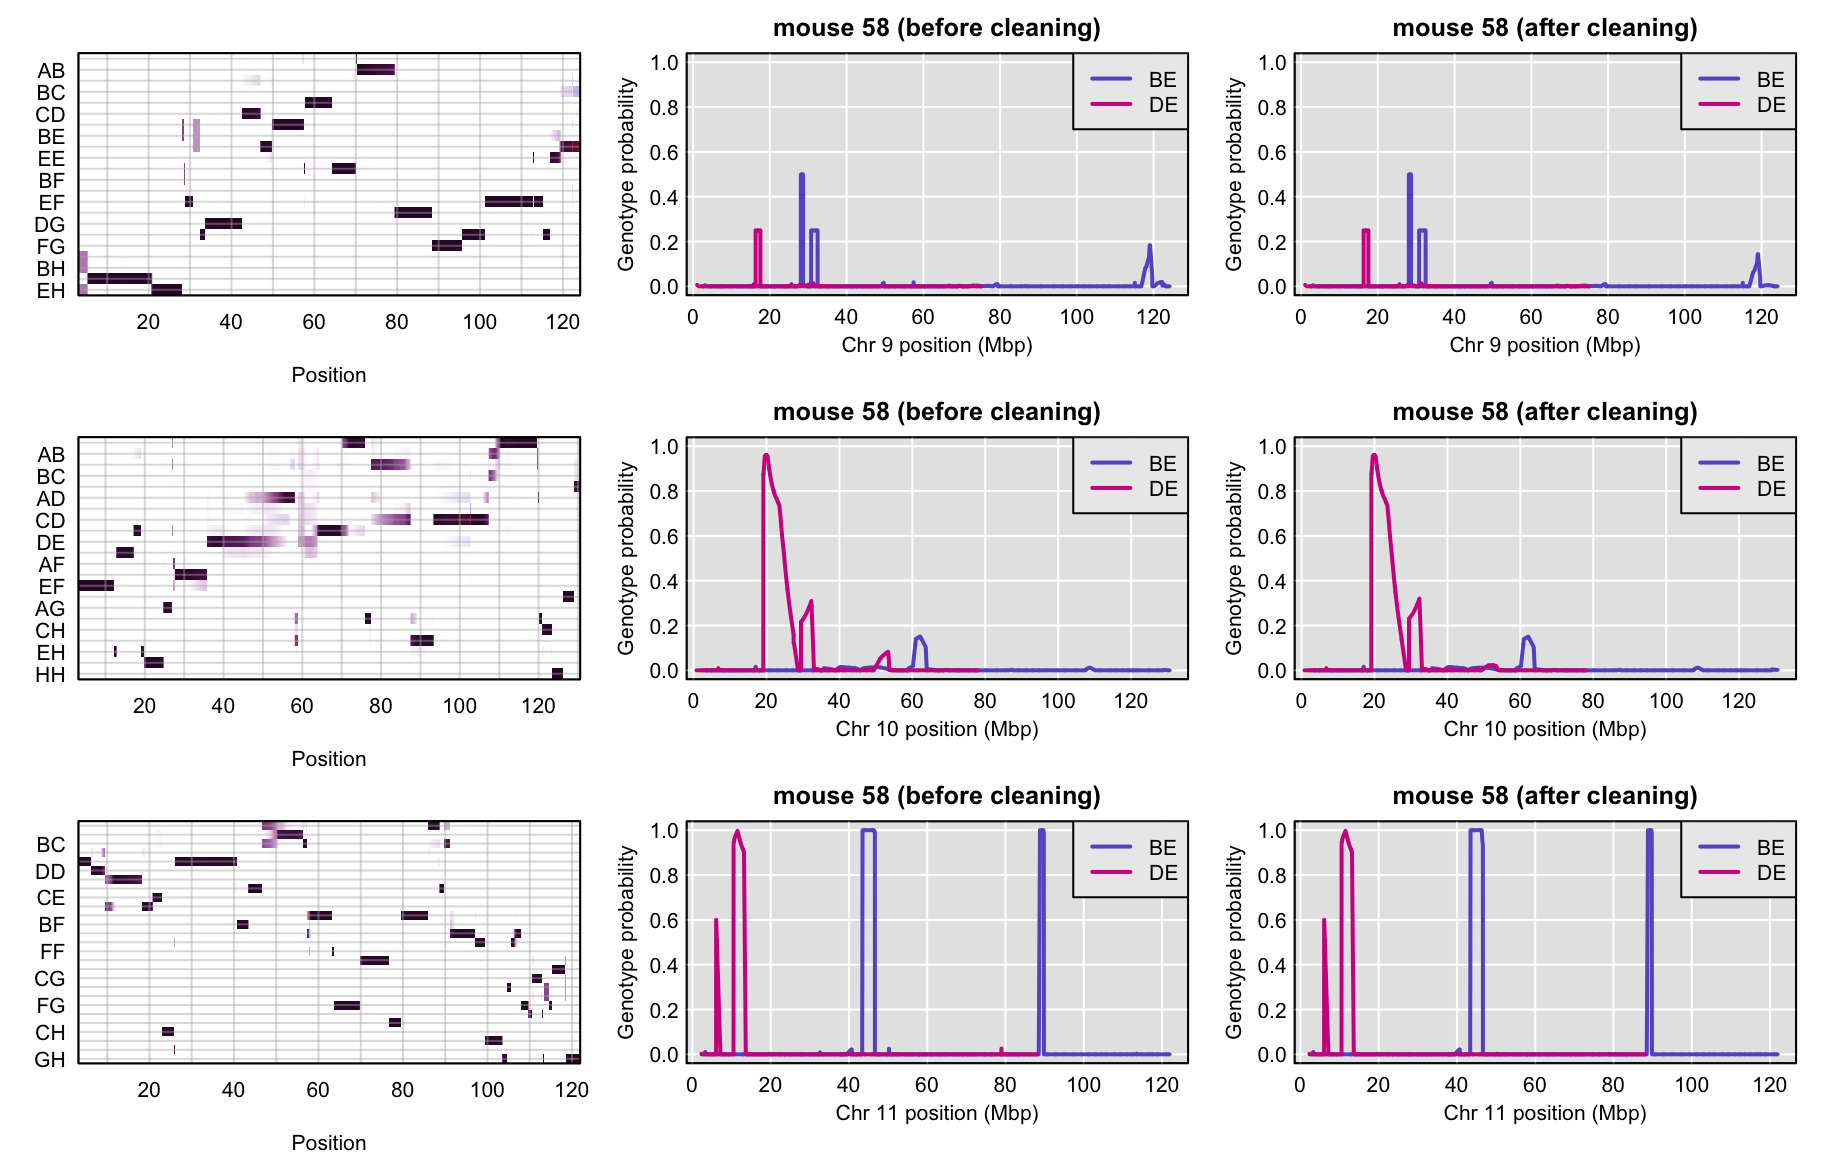 mouse 58 (before cleaning)
mouse 58 (after cleaning)
AB
BC
CD
BE
EE
BF
EF
DG
FG
BH
EH
20 40 60 80 100 120
Position
Genotype probability
1.0
0.8
0.6
0.4
0.2
0.0
BE
DE
0 20 40 60 80 100 120
Chr 9 position (Mbp)
Genotype probability
1.0
0.8
0.6
0.4
0.2
0.0
BE
DE
0 20 40 60 80 100 120
Chr 9 position (Mbp)
mouse 58 (before cleaning)
mouse 58 (after cleaning)
AB
BC
AD
CD
DE
AF
EF
AG
CH
EH
HH
20 40 60 80 100 120
Position
Genotype probability
1.0
0.8
0.6
0.4
0.2
0.0
BE
DE
0 20 40 60 80 100 120
Chr 10 position (Mbp)
Genotype probability
1.0
0.8
0.6
0.4
0.2
0.0
BE
DE
0 20 40 60 80 100 120
Chr 10 position (Mbp)
mouse 58 (before cleaning)
mouse 58 (after cleaning)
BC
DD
CE
BF
FF
CG
FG
CH
GH
20 40 60 80 100 120
Position
Genotype probability
1.0
0.8
0.6
0.4
0.2
0.0
BE
DE
0 20 40 60 80 100 120
Chr 11 position (Mbp)
Genotype probability
1.0
0.8
0.6
0.4
0.2
0.0
BE
DE
0 20 40 60 80 100 120
Chr 11 position (Mbp)